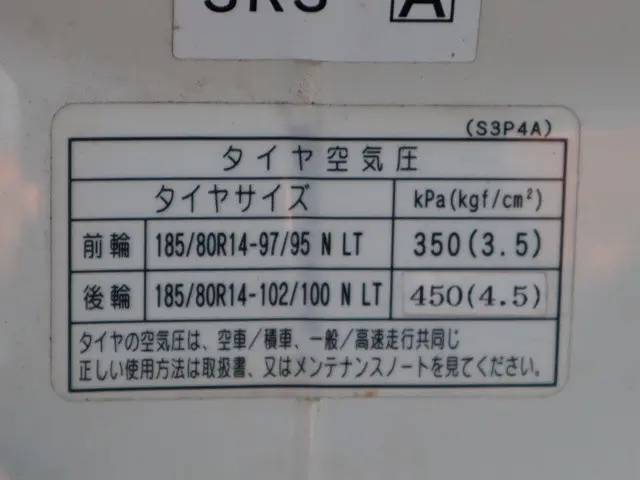 SRS A
(S3P4A)
タイヤ空気圧
タイヤサイズ kPa(kgf/cm²)
前輪 185/80R14-97/95 N LT 350(3.5)
後輪 185/80R14-102/100 N LT 450(4.5)
タイヤの空気圧は、空車/積車、一般/高速走行共同じ
正しい使用方法は取扱書、又はメンテナンスノートを見てください。